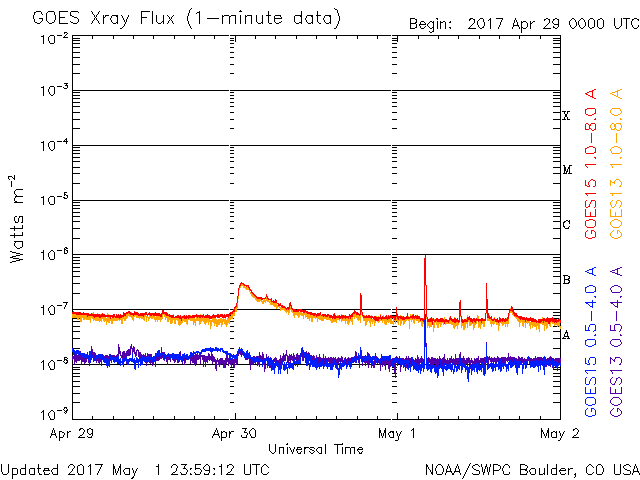 GOES Xray Flux (1-minute data)
Begin: 2017 Apr 29 0000 UTC
10⁻²
10⁻³
10⁻⁴
10⁻⁵
10⁻⁶
10⁻⁷
10⁻⁸
10⁻⁹
Watts m⁻²
X
M
C
B
A
GOES15 1.0-8.0 A
GOES13 1.0-8.0 A
GOES15 0.5-4.0 A
GOES13 0.5-4.0 A
Apr 29
Apr 30
May 1
May 2
Universal Time
Updated 2017 May 1 23:59:12 UTC
NOAA/SWPC Boulder, CO USA